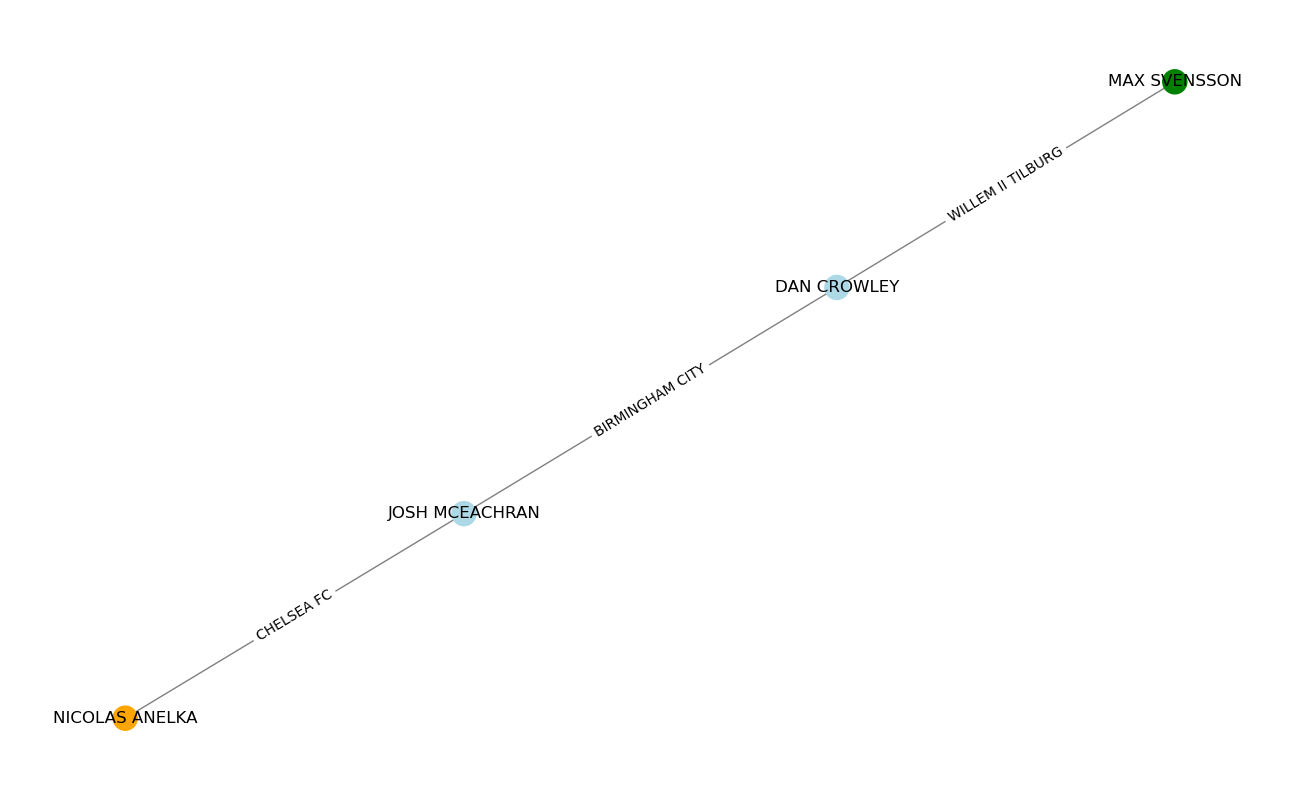 MAX SVENSSON
WILLEM II TILBURG
DAN CROWLEY
BIRMINGHAM CITY
JOSH MCEACHRAN
CHELSEA FC
NICOLAS ANELKA